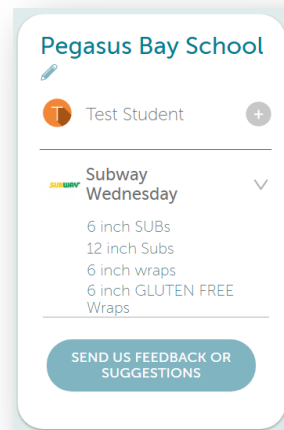 Pegasus Bay School
T
Test Student
+
SUBWAY
Subway
Wednesday
6 inch SUBs
12 inch Subs
6 inch wraps
6 inch GLUTEN FREE
Wraps
SEND US FEEDBACK OR
SUGGESTIONS